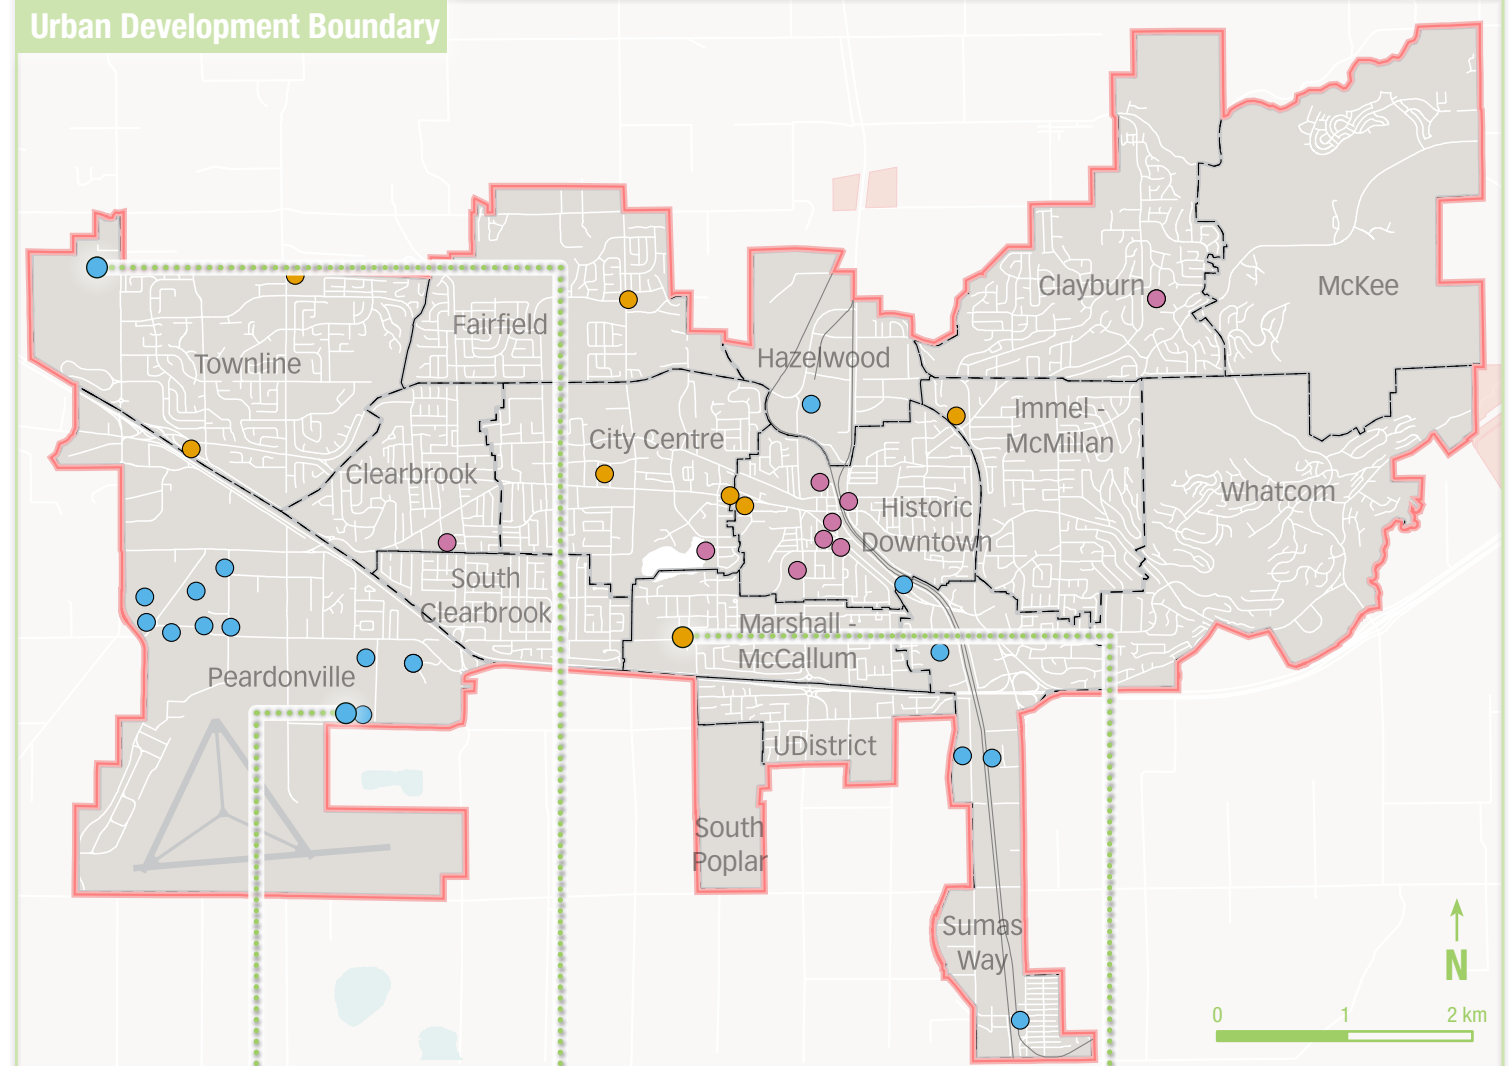 Urban Development Boundary
Clayburn
McKee
Fairfield
Townline
Hazelwood
Immel -
McMillan
City Centre
Clearbrook
Whatcom
Historic
Downtown
South
Clearbrook
Marshall -
McCallum
Peardonville
UDistrict
South
Poplar
Sumas
Way
N
0 1 2 km